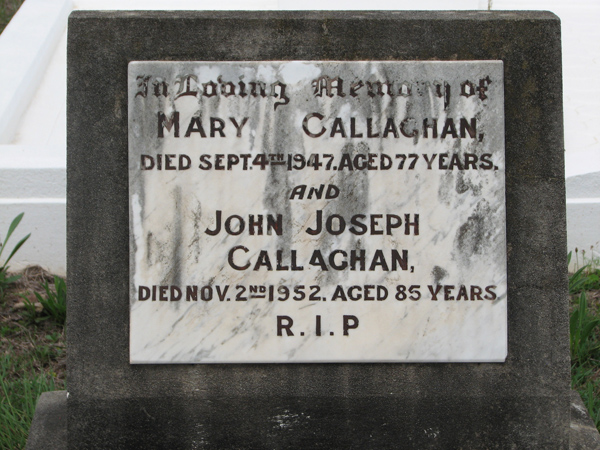 In Loving Memory of
MARY CALLAGHAN,
DIED SEPT. 4TH 1947. AGED 77 YEARS.
AND
JOHN JOSEPH
CALLAGHAN,
DIED NOV. 2ND 1952. AGED 85 YEARS
R.I.P